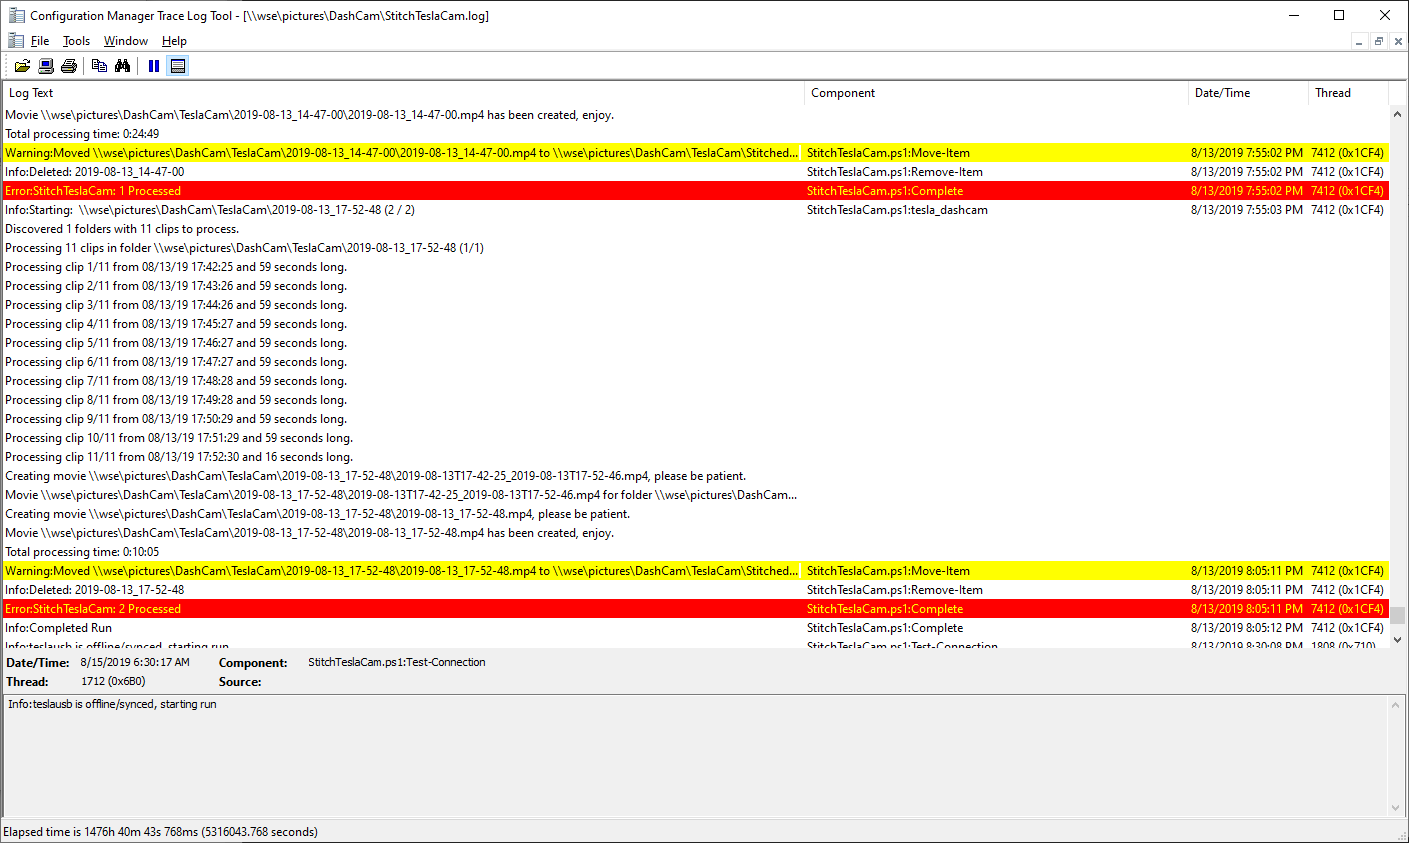 Configuration Manager Trace Log Tool - [\\wse\pictures\DashCam\StitchTeslaCam.log]
File Tools Window Help
Log Text Component Date/Time Thread
Movie \\wse\pictures\DashCam\TeslaCam\2019-08-13_14-47-00\2019-08-13_14-47-00.mp4 has been created, enjoy.
Total processing time: 0:24:49
Warning:Moved \\wse\pictures\DashCam\TeslaCam\2019-08-13_14-47-00\2019-08-13_14-47-00.mp4 to \\wse\pictures\DashCam\TeslaCam\Stitched... StitchTeslaCam.ps1:Move-Item 8/13/2019 7:55:02 PM 7412 (0x1CF4)
Info:Deleted: 2019-08-13_14-47-00 StitchTeslaCam.ps1:Remove-Item 8/13/2019 7:55:02 PM 7412 (0x1CF4)
Error:StitchTeslaCam: 1 Processed StitchTeslaCam.ps1:Complete 8/13/2019 7:55:02 PM 7412 (0x1CF4)
Info:Starting:  \\wse\pictures\DashCam\TeslaCam\2019-08-13_17-52-48 (2 / 2) StitchTeslaCam.ps1:tesla_dashcam 8/13/2019 7:55:03 PM 7412 (0x1CF4)
Discovered 1 folders with 11 clips to process.
Processing 11 clips in folder \\wse\pictures\DashCam\TeslaCam\2019-08-13_17-52-48 (1/1)
Processing clip 1/11 from 08/13/19 17:42:25 and 59 seconds long.
Processing clip 2/11 from 08/13/19 17:43:26 and 59 seconds long.
Processing clip 3/11 from 08/13/19 17:44:26 and 59 seconds long.
Processing clip 4/11 from 08/13/19 17:45:27 and 59 seconds long.
Processing clip 5/11 from 08/13/19 17:46:27 and 59 seconds long.
Processing clip 6/11 from 08/13/19 17:47:27 and 59 seconds long.
Processing clip 7/11 from 08/13/19 17:48:28 and 59 seconds long.
Processing clip 8/11 from 08/13/19 17:49:28 and 59 seconds long.
Processing clip 9/11 from 08/13/19 17:50:29 and 59 seconds long.
Processing clip 10/11 from 08/13/19 17:51:29 and 59 seconds long.
Processing clip 11/11 from 08/13/19 17:52:30 and 16 seconds long.
Creating movie \\wse\pictures\DashCam\TeslaCam\2019-08-13_17-52-48\2019-08-13T17-42-25_2019-08-13T17-52-46.mp4, please be patient.
Movie \\wse\pictures\DashCam\TeslaCam\2019-08-13_17-52-48\2019-08-13T17-42-25_2019-08-13T17-52-46.mp4 for folder \\wse\pictures\DashCam...
Creating movie \\wse\pictures\DashCam\TeslaCam\2019-08-13_17-52-48\2019-08-13_17-52-48.mp4, please be patient.
Movie \\wse\pictures\DashCam\TeslaCam\2019-08-13_17-52-48\2019-08-13_17-52-48.mp4 has been created, enjoy.
Total processing time: 0:10:05
Warning:Moved \\wse\pictures\DashCam\TeslaCam\2019-08-13_17-52-48\2019-08-13_17-52-48.mp4 to \\wse\pictures\DashCam\TeslaCam\Stitched... StitchTeslaCam.ps1:Move-Item 8/13/2019 8:05:11 PM 7412 (0x1CF4)
Info:Deleted: 2019-08-13_17-52-48 StitchTeslaCam.ps1:Remove-Item 8/13/2019 8:05:11 PM 7412 (0x1CF4)
Error:StitchTeslaCam: 2 Processed StitchTeslaCam.ps1:Complete 8/13/2019 8:05:11 PM 7412 (0x1CF4)
Info:Completed Run StitchTeslaCam.ps1:Complete 8/13/2019 8:05:12 PM 7412 (0x1CF4)
Info:teslausb is offline/synced, starting run StitchTeslaCam.ps1:Test-Connection 8/13/2019 8:30:08 PM 1808 (0x710)
Date/Time: 8/15/2019 6:30:17 AM Component: StitchTeslaCam.ps1:Test-Connection
Thread: 1712 (0x6B0) Source:
Info:teslausb is offline/synced, starting run
Elapsed time is 1476h 40m 43s 768ms (5316043.768 seconds)